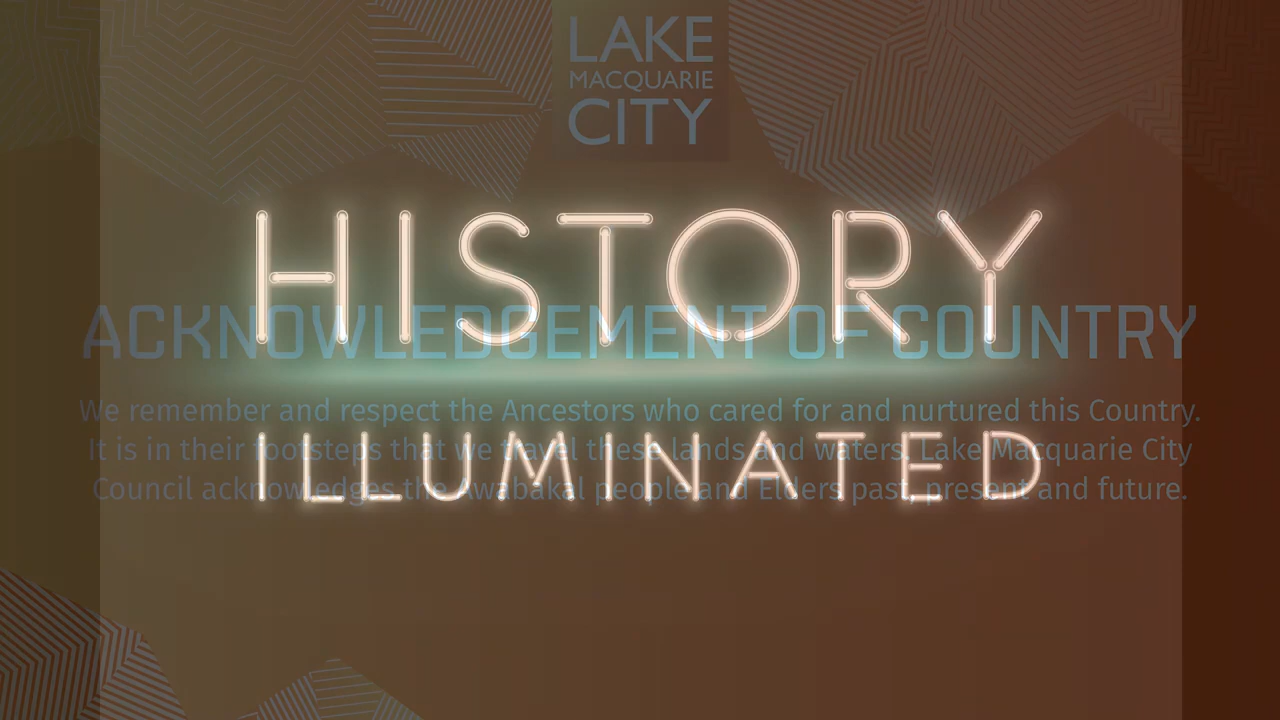 LAKE
MACQUARIE
CITY
HISTORY
ACKNOWLEDGEMENT OF COUNTRY
We remember and respect the Ancestors who cared for and nurtured this Country.
It is in their footsteps that we travel these lands and waters. Lake Macquarie City
ILLUMINATED
Council acknowledges the Awabakal people and Elders past, present and future.